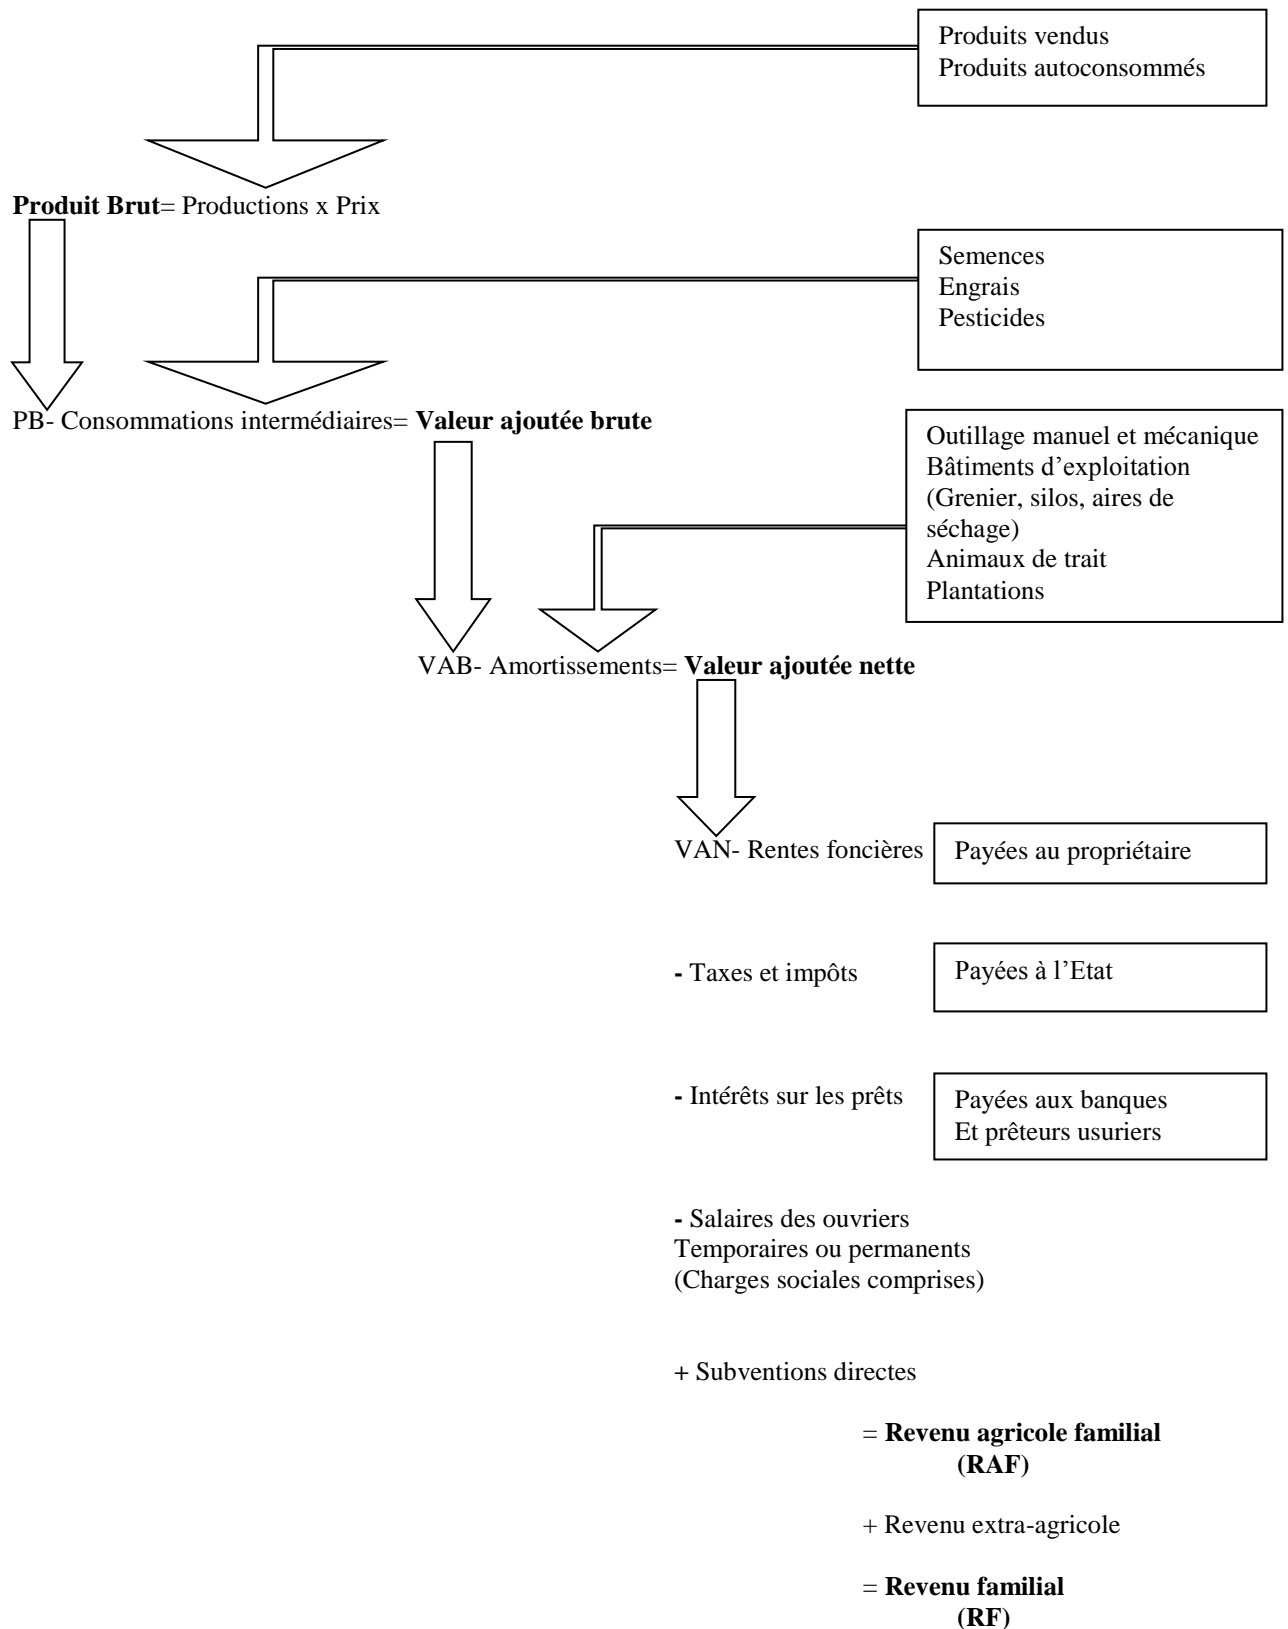 Produits vendus
Produits autoconsommés
Produit Brut= Productions x Prix
Semences
Engrais
Pesticides
PB- Consommations intermédiaires= Valeur ajoutée brute
Outillage manuel et mécanique
Bâtiments d’exploitation
(Grenier, silos, aires de
séchage)
Animaux de trait
Plantations
VAB- Amortissements= Valeur ajoutée nette
VAN- Rentes foncières
Payées au propriétaire
- Taxes et impôts
Payées à l’Etat
- Intérêts sur les prêts
Payées aux banques
Et prêteurs usuriers
- Salaires des ouvriers
Temporaires ou permanents
(Charges sociales comprises)
+ Subventions directes
= Revenu agricole familial
(RAF)
+ Revenu extra-agricole
= Revenu familial
(RF)